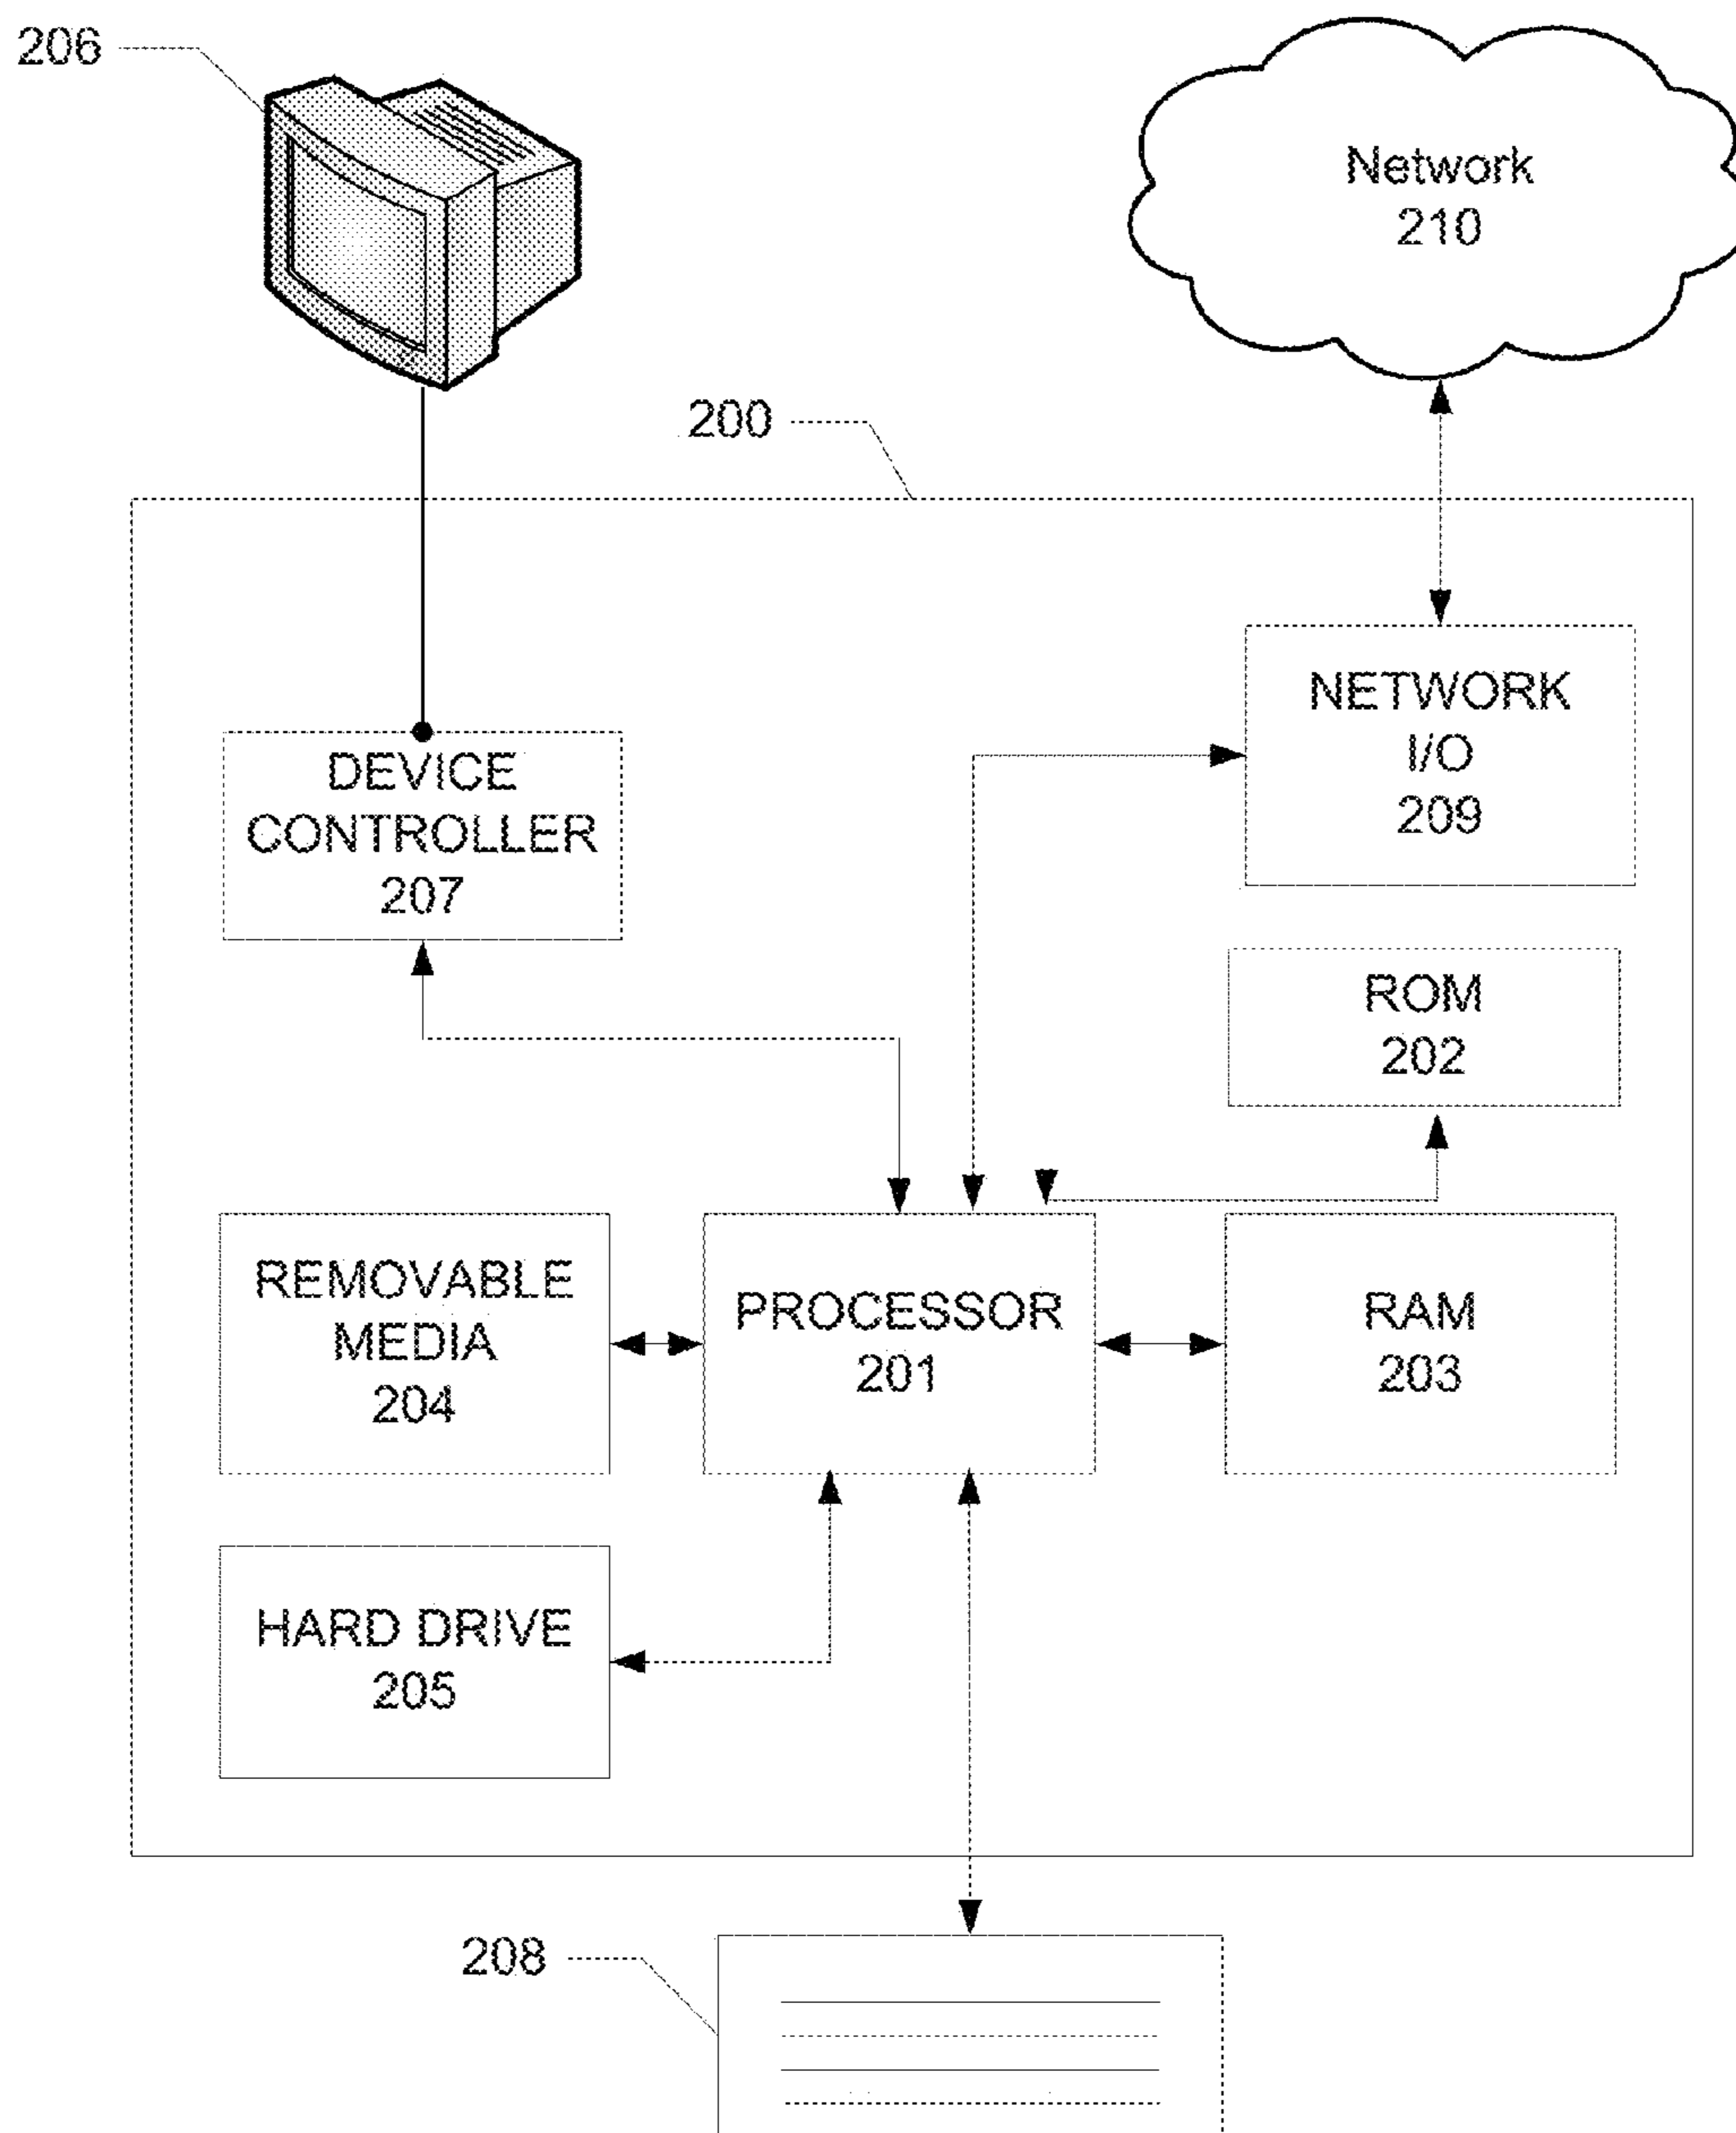 206
Network
210
200
NETWORK
I/O
209
DEVICE
CONTROLLER
207
ROM
202
REMOVABLE
MEDIA
204
PROCESSOR
201
RAM
203
HARD DRIVE
205
208